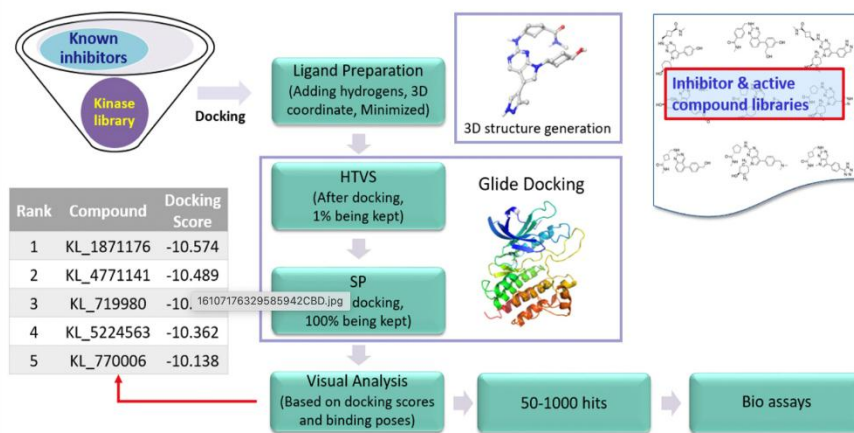 Known
inhibitors
Kinase
library
Docking
Ligand Preparation
(Adding hydrogens, 3D
coordinate, Minimized)
3D structure generation
Inhibitor & active
compound libraries
HTVS
(After docking,
1% being kept)
Glide Docking
SP
docking,
100% being kept)
16107176329585942CBD.jpg
Rank Compound Docking
Score
1 KL_1871176 -10.574
2 KL_4771141 -10.489
3 KL_719980 -10.
4 KL_5224563 -10.362
5 KL_770006 -10.138
Visual Analysis
(Based on docking scores
and binding poses)
50-1000 hits
Bio assays